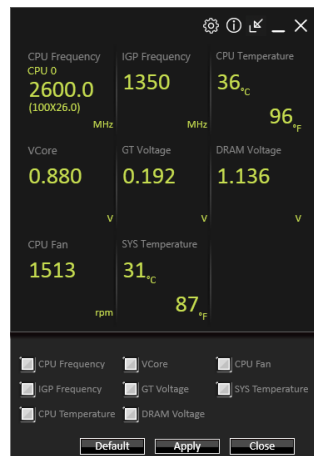 CPU Frequency IGP Frequency CPU Temperature
CPU 0
2600.0 1350 36 °C
(100X26.0)
MHz MHz 96 °F
VCore GT Voltage DRAM Voltage
0.880 0.192 1.136
V V V
CPU Fan SYS Temperature
1513 31 °C
rpm 87 °F
CPU Frequency VCore CPU Fan
IGP Frequency GT Voltage SYS Temperature
CPU Temperature DRAM Voltage
Default Apply Close